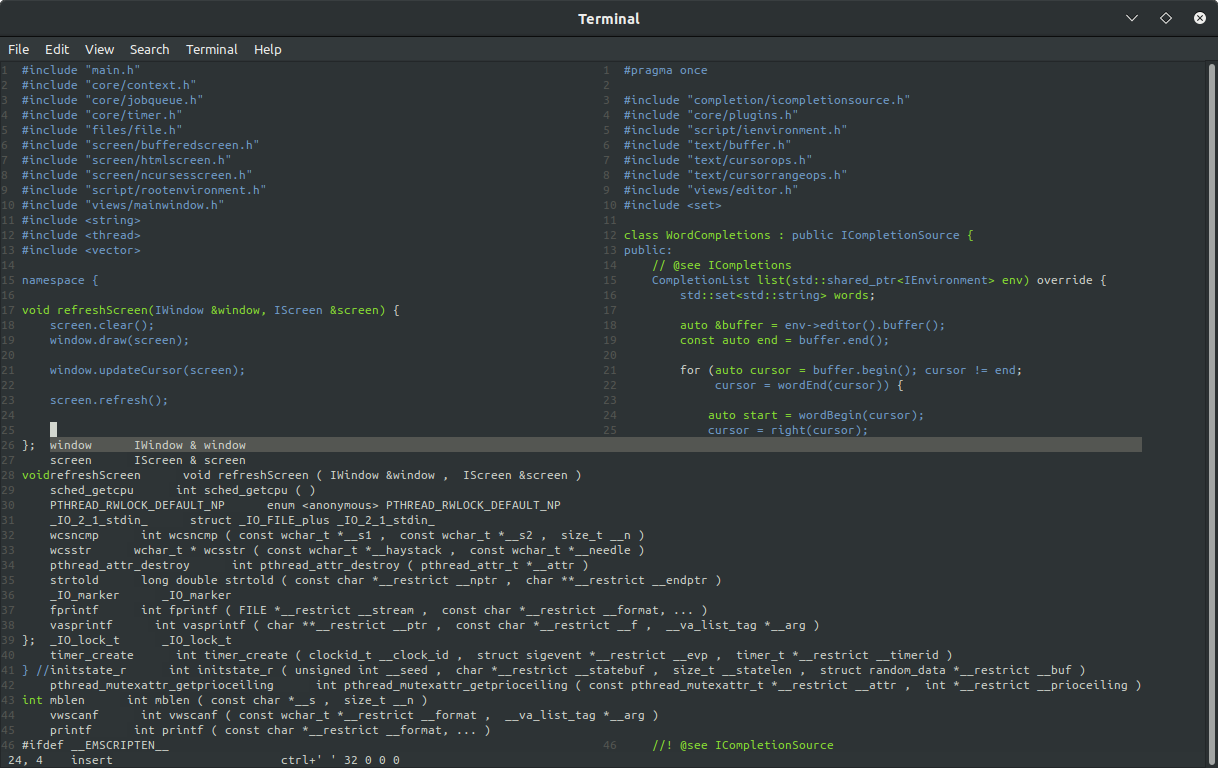 Terminal
File Edit View Search Terminal Help
1 #include "main.h"
2 #include "core/context.h"
3 #include "core/jobqueue.h"
4 #include "core/timer.h"
5 #include "files/file.h"
6 #include "screen/bufferedscreen.h"
7 #include "screen/htmlscreen.h"
8 #include "screen/ncursesscreen.h"
9 #include "script/rootenvironment.h"
10 #include "views/mainwindow.h"
11 #include <string>
12 #include <thread>
13 #include <vector>
14
15 namespace {
16
17 void refreshScreen(IWindow &window, IScreen &screen) {
18 screen.clear();
19 window.draw(screen);
20
21 window.updateCursor(screen);
22
23 screen.refresh();
24
25
1 #pragma once
2
3 #include "completion/icompletionsource.h"
4 #include "core/plugins.h"
5 #include "script/ienvironment.h"
6 #include "text/buffer.h"
7 #include "text/cursorops.h"
8 #include "text/cursorrangeops.h"
9 #include "views/editor.h"
10 #include <set>
11
12 class WordCompletions : public ICompletionSource {
13 public:
14 // @see ICompletions
15 CompletionList list(std::shared_ptr<IEnvironment> env) override {
16 std::set<std::string> words;
17
18 auto &buffer = env->editor().buffer();
19 const auto end = buffer.end();
20
21 for (auto cursor = buffer.begin(); cursor != end;
22 cursor = wordEnd(cursor)) {
23
24 auto start = wordBegin(cursor);
25 cursor = right(cursor);
26 }; window IWindow & window
27 screen IScreen & screen
28 voidrefreshScreen void refreshScreen ( IWindow &window , IScreen &screen )
29 sched_getcpu int sched_getcpu ( )
30 PTHREAD_RWLOCK_DEFAULT_NP enum <anonymous> PTHREAD_RWLOCK_DEFAULT_NP
31 _IO_2_1_stdin_ struct _IO_FILE_plus _IO_2_1_stdin_
32 wcsncmp int wcsncmp ( const wchar_t *__s1 , const wchar_t *__s2 , size_t __n )
33 wcsstr wchar_t * wcsstr ( const wchar_t *__haystack , const wchar_t *__needle )
34 pthread_attr_destroy int pthread_attr_destroy ( pthread_attr_t *__attr )
35 strtold long double strtold ( const char *__restrict __nptr , char **__restrict __endptr )
36 _IO_marker _IO_marker
37 fprintf int fprintf ( FILE *__restrict __stream , const char *__restrict __format, ... )
38 vasprintf int vasprintf ( char **__restrict __ptr , const char *__restrict __f , __va_list_tag *__arg )
39 }; _IO_lock_t _IO_lock_t
40 timer_create int timer_create ( clockid_t __clock_id , struct sigevent *__restrict __evp , timer_t *__restrict __timerid )
41 } //initstate_r int initstate_r ( unsigned int __seed , char *__restrict __statebuf , size_t __statelen , struct random_data *__restrict __buf )
42 pthread_mutexattr_getprioceiling int pthread_mutexattr_getprioceiling ( const pthread_mutexattr_t *__restrict __attr , int *__restrict __prioceiling )
43 int mblen int mblen ( const char *__s , size_t __n )
44 vwscanf int vwscanf ( const wchar_t *__restrict __format , __va_list_tag *__arg )
45 printf int printf ( const char *__restrict __format, ... )
46 #ifdef __EMSCRIPTEN__ 46 //! @see ICompletionSource
24, 4 insert ctrl+' ' 32 0 0 0